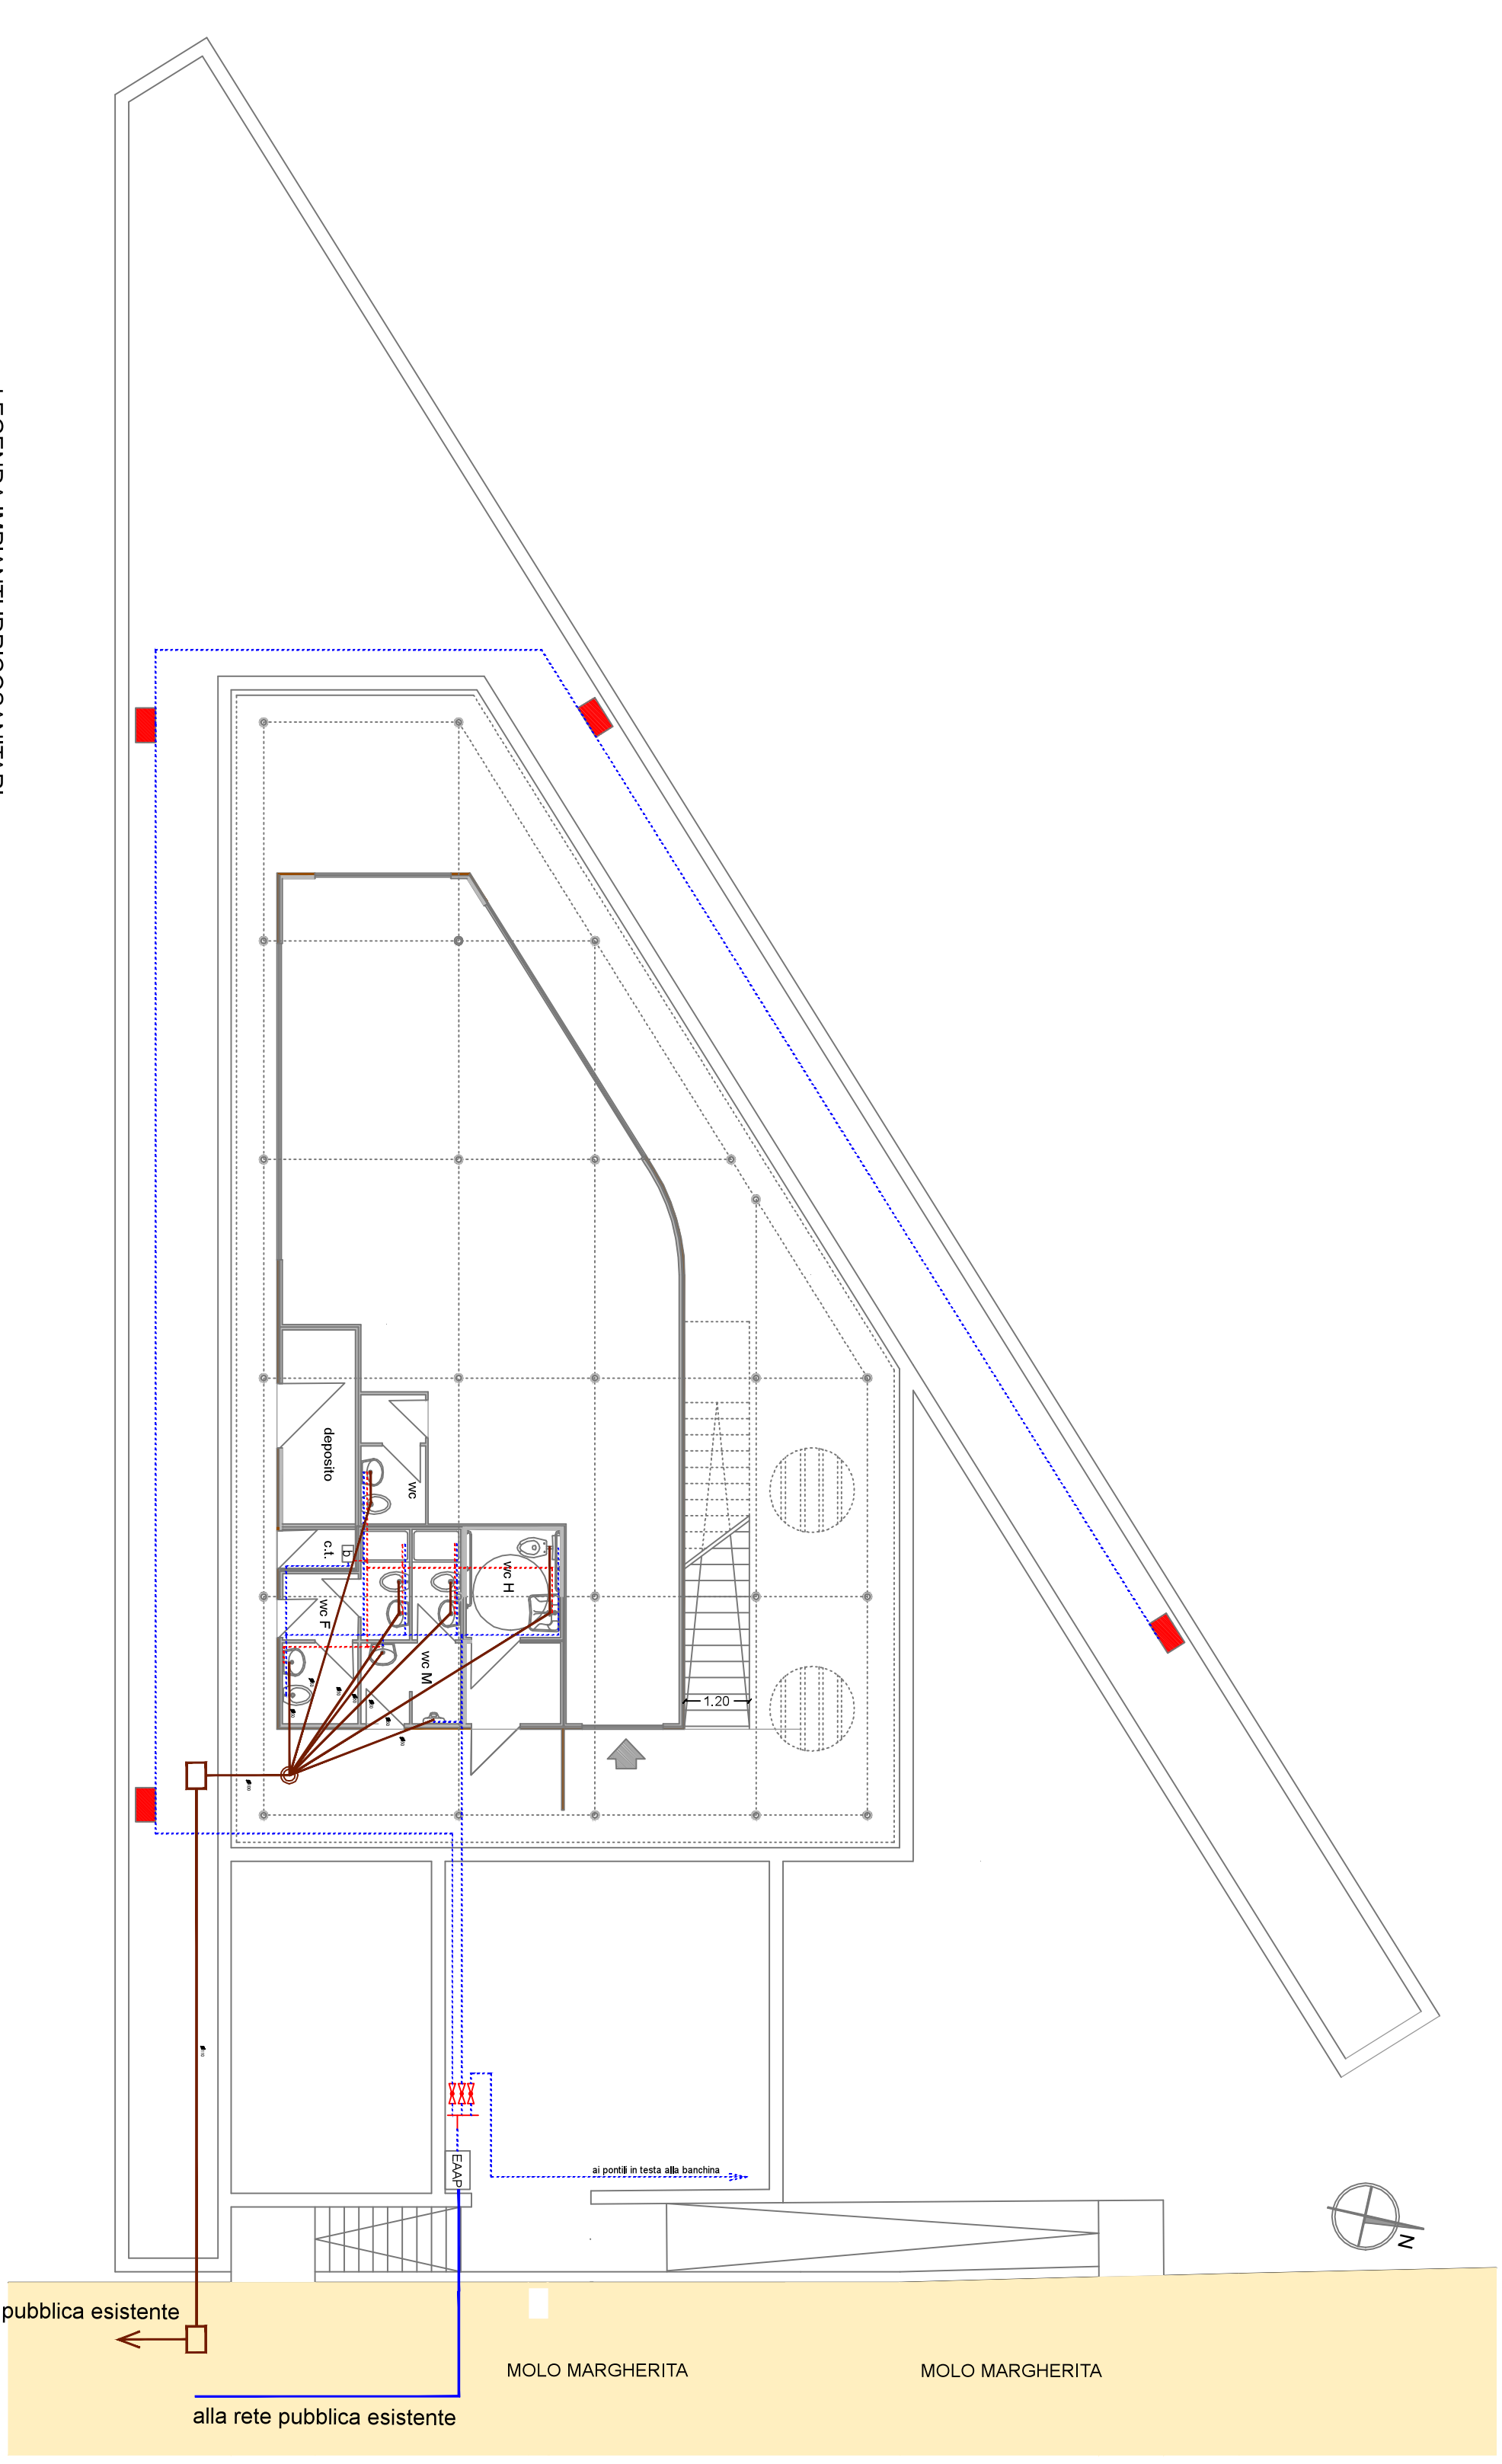 deposito
wc
c.t.
b
wc H
wc F
wc M
1.20
EAAP
ai pontili in testa alla banchina
N
pubblica esistente
MOLO MARGHERITA
MOLO MARGHERITA
alla rete pubblica esistente